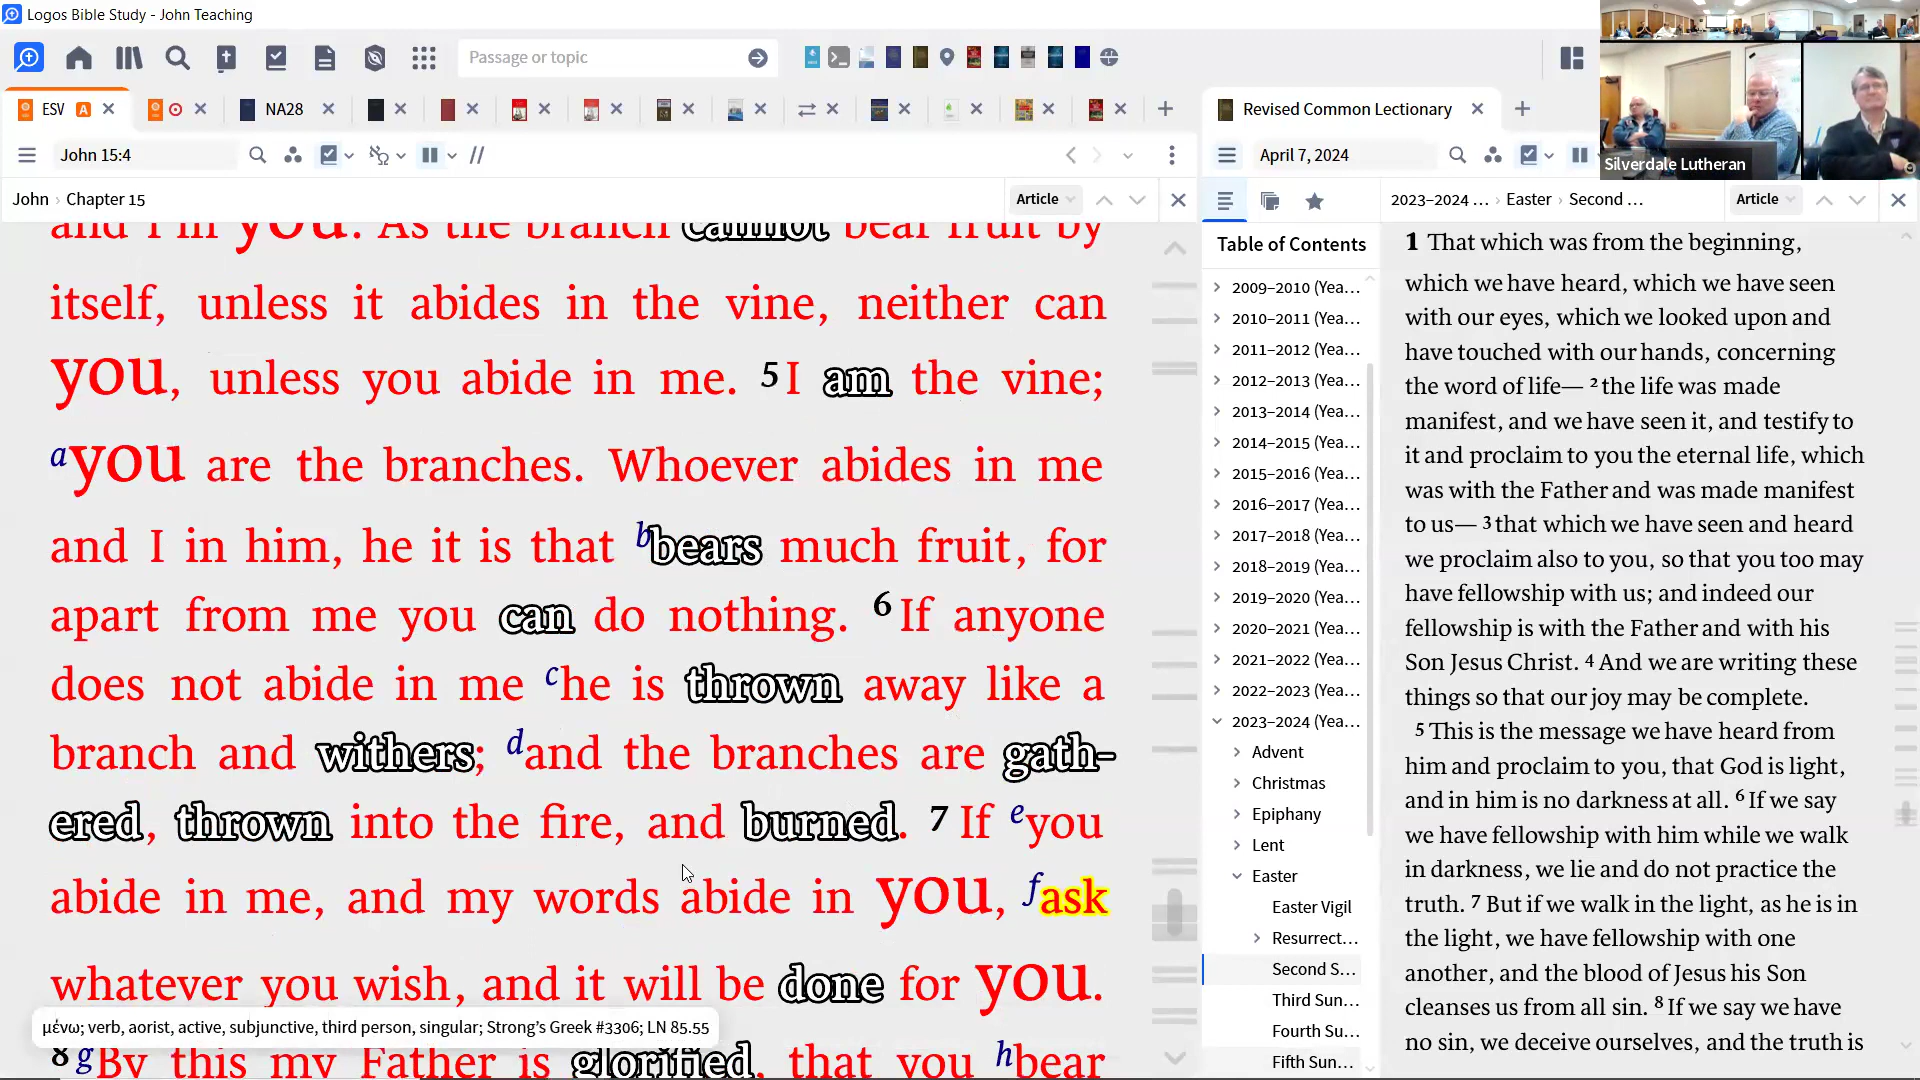 Logos Bible Study - John Teaching
Passage or topic
ESV A
NA28
John 15:4
John › Chapter 15
Article
and I in you. As the branch cannot bear fruit by
itself, unless it abides in the vine, neither can
you, unless you abide in me. 5 I am the vine;
a you are the branches. Whoever abides in me
and I in him, he it is that b bears much fruit, for
apart from me you can do nothing. 6 If anyone
does not abide in me c he is thrown away like a
branch and withers; d and the branches are gath-
ered, thrown into the fire, and burned. 7 If e you
abide in me, and my words abide in you, f ask
whatever you wish, and it will be done for you.
μένω; verb, aorist, active, subjunctive, third person, singular; Strong's Greek #3306; LN 85.55
8 g By this my Father is glorified, that you h bear
Revised Common Lectionary
April 7, 2024
2023–2024 ... › Easter › Second ...
Article
Table of Contents
2009–2010 (Yea...
2010–2011 (Yea...
2011–2012 (Yea...
2012–2013 (Yea...
2013–2014 (Yea...
2014–2015 (Yea...
2015–2016 (Yea...
2016–2017 (Yea...
2017–2018 (Yea...
2018–2019 (Yea...
2019–2020 (Yea...
2020–2021 (Yea...
2021–2022 (Yea...
2022–2023 (Yea...
2023–2024 (Yea...
Advent
Christmas
Epiphany
Lent
Easter
Easter Vigil
Resurrect...
Second S...
Third Sun...
Fourth Su...
Fifth Sun...
1 That which was from the beginning,
which we have heard, which we have seen
with our eyes, which we looked upon and
have touched with our hands, concerning
the word of life— 2 the life was made
manifest, and we have seen it, and testify to
it and proclaim to you the eternal life, which
was with the Father and was made manifest
to us— 3 that which we have seen and heard
we proclaim also to you, so that you too may
have fellowship with us; and indeed our
fellowship is with the Father and with his
Son Jesus Christ. 4 And we are writing these
things so that our joy may be complete.
5 This is the message we have heard from
him and proclaim to you, that God is light,
and in him is no darkness at all. 6 If we say
we have fellowship with him while we walk
in darkness, we lie and do not practice the
truth. 7 But if we walk in the light, as he is in
the light, we have fellowship with one
another, and the blood of Jesus his Son
cleanses us from all sin. 8 If we say we have
no sin, we deceive ourselves, and the truth is
Silverdale Lutheran